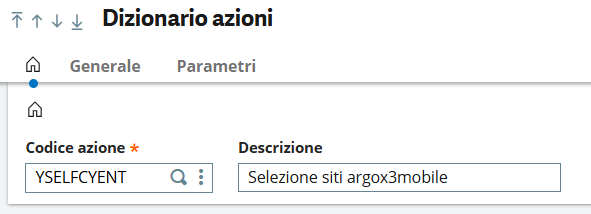 Dizionario azioni
Generale Parametri
Codice azione * Descrizione
YSELFCYENT Selezione siti argox3mobile